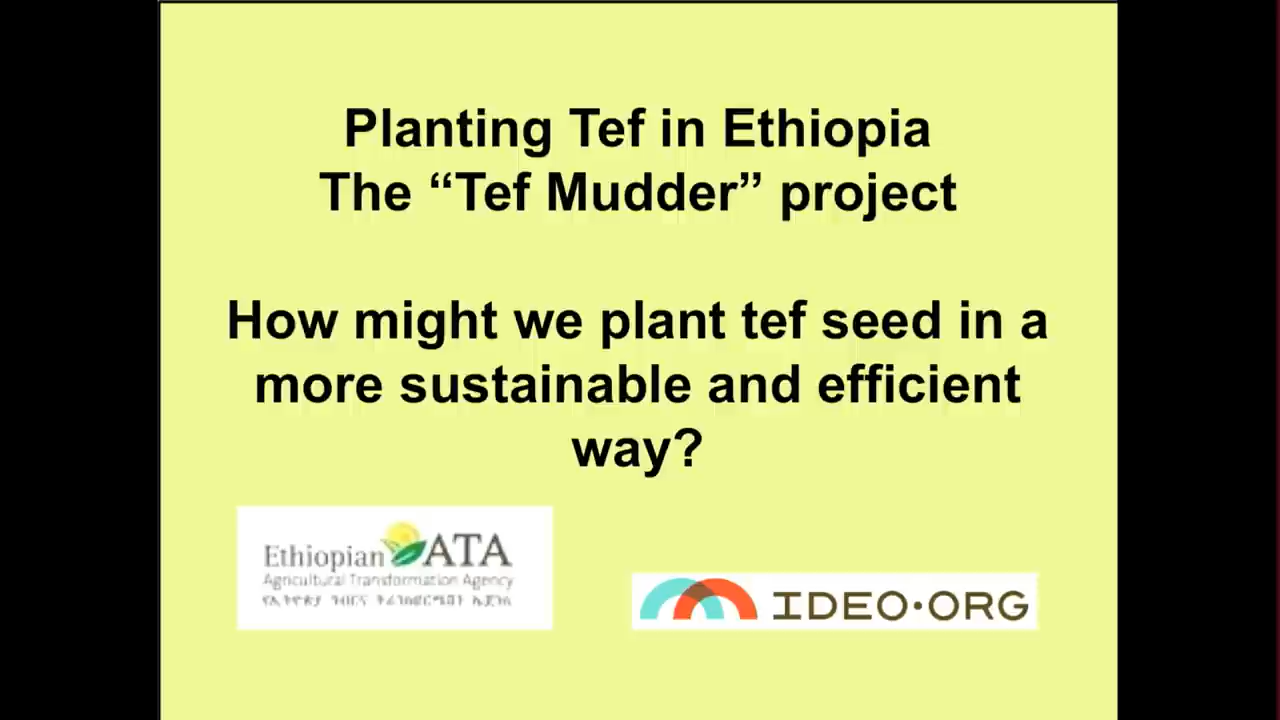 Planting Tef in Ethiopia
The “Tef Mudder” project
How might we plant tef seed in a
more sustainable and efficient
way?
Ethiopian ATA
Agricultural Transformation Agency
IDEO.ORG